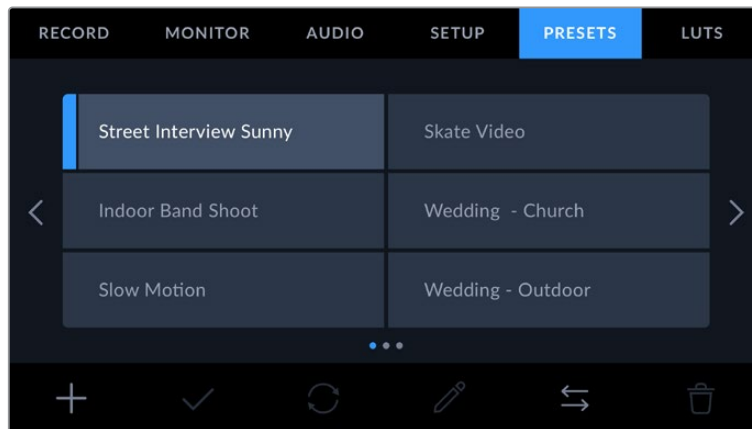 RECORD MONITOR AUDIO SETUP PRESETS LUTS
Street Interview Sunny Skate Video
Indoor Band Shoot Wedding - Church
Slow Motion Wedding - Outdoor